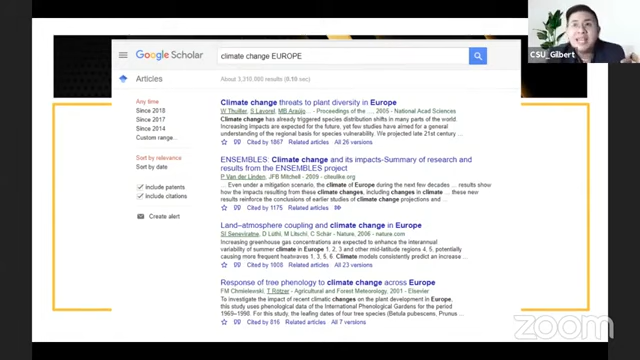 Google Scholar
climate change EUROPE
CSU_Gilbert
Articles
About 3,310,000 results (0.10 sec)
Any time
Since 2018
Since 2017
Since 2014
Custom range...
Sort by relevance
Sort by date
Include patents
Include citations
Create alert
Climate change threats to plant diversity in Europe
W Thuiller, S Lavorel, MB Araújo... - Proceedings of the ..., 2005 - National Acad Sciences
Climate change has already triggered species distribution shifts in many parts of the world.
Increasing impacts are expected for the future, yet few studies have aimed for a general
understanding of the regional basis for species vulnerability. We projected late 21st century ...
Cited by 1867 Related articles All 26 versions
ENSEMBLES: Climate change and its impacts-Summary of research and
results from the ENSEMBLES project
P Van der Linden, JFB Mitchell - 2009 - citeulike.org
... Even under a mitigation scenario, the climate of Europe during the next few decades ... results show
how the impacts resulting from these climate changes, including changes in climate ... these new
results reinforce the conclusions of earlier studies of climate change projections and ...
Cited by 1175 Related articles
Land–atmosphere coupling and climate change in Europe
SI Seneviratne, D Lüthi, M Litschi, C Schär - Nature, 2006 - nature.com
Increasing greenhouse gas concentrations are expected to enhance the interannual
variability of summer climate in Europe 1, 2, 3 and other mid-latitude regions 4, 5, potentially
causing more frequent heatwaves 1, 3, 5, 6. Climate models consistently predict an increase ...
Cited by 1008 Related articles All 23 versions
Response of tree phenology to climate change across Europe
FM Chmielewski, T Rötzer - Agricultural and Forest Meteorology, 2001 - Elsevier
To investigate the impact of recent climatic changes on the plant development in Europe,
this study uses phenological data of the International Phenological Gardens for the period
1969–1998. For this study, the leafing dates of four tree species (Betula pubescens, Prunus ...
Cited by 816 Related articles All 7 versions
zoom